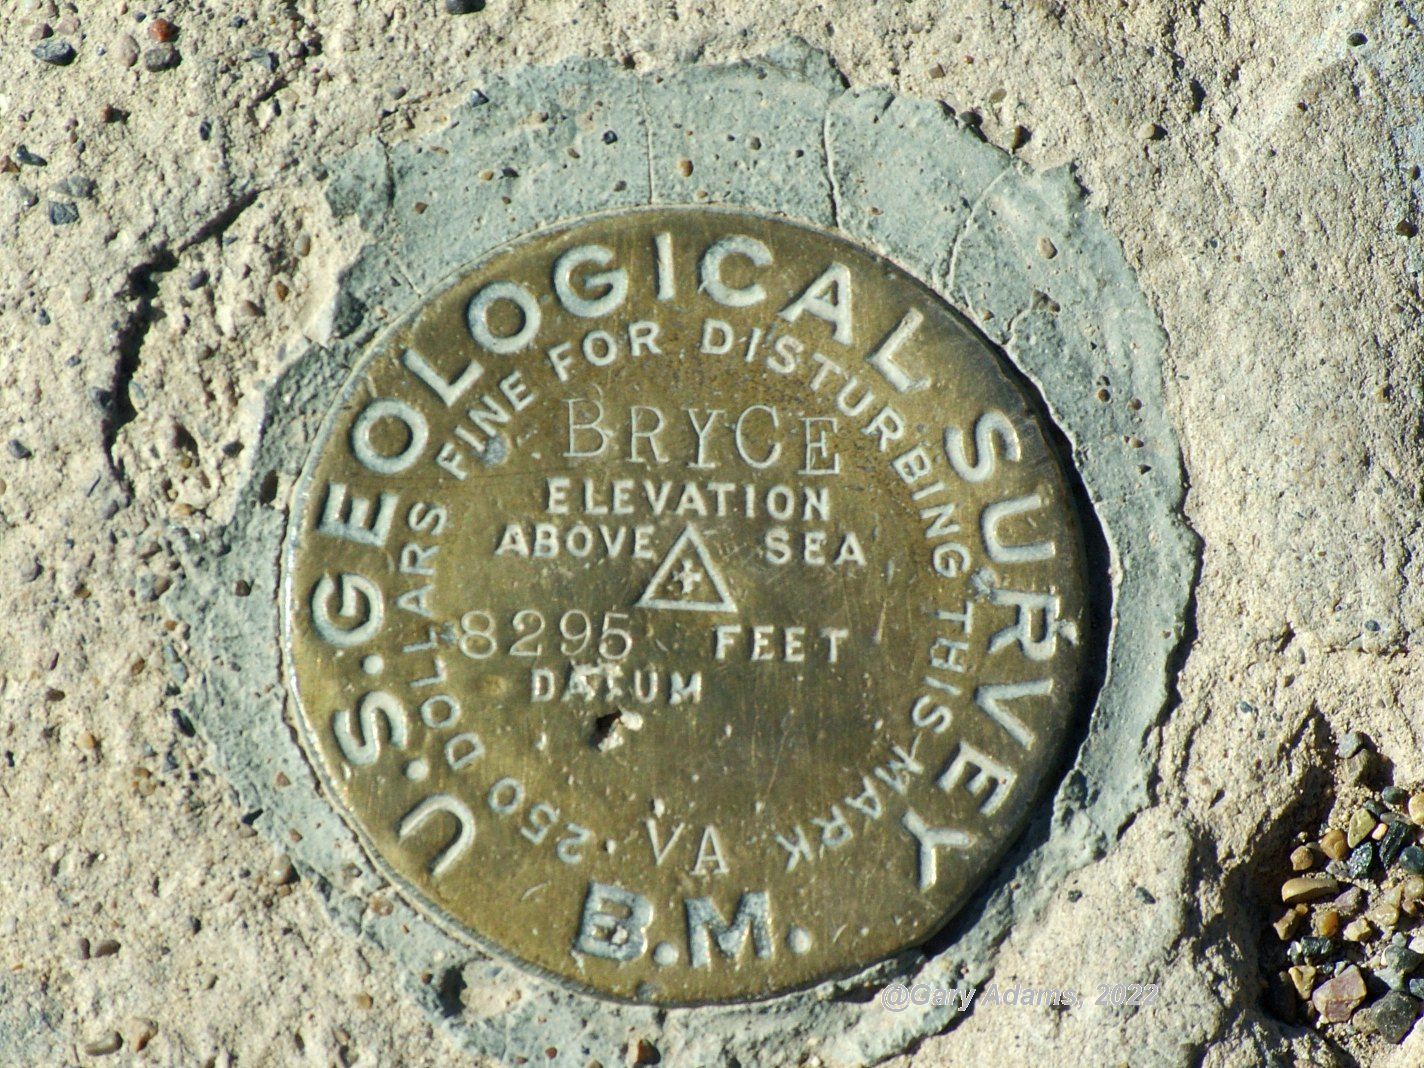 U.S. GEOLOGICAL SURVEY
250 DOLLARS FINE FOR DISTURBING THIS MARK
BRYCE
ELEVATION
ABOVE SEA
8295 FEET
DATUM
VA
B.M.
@Gary Adams, 2022